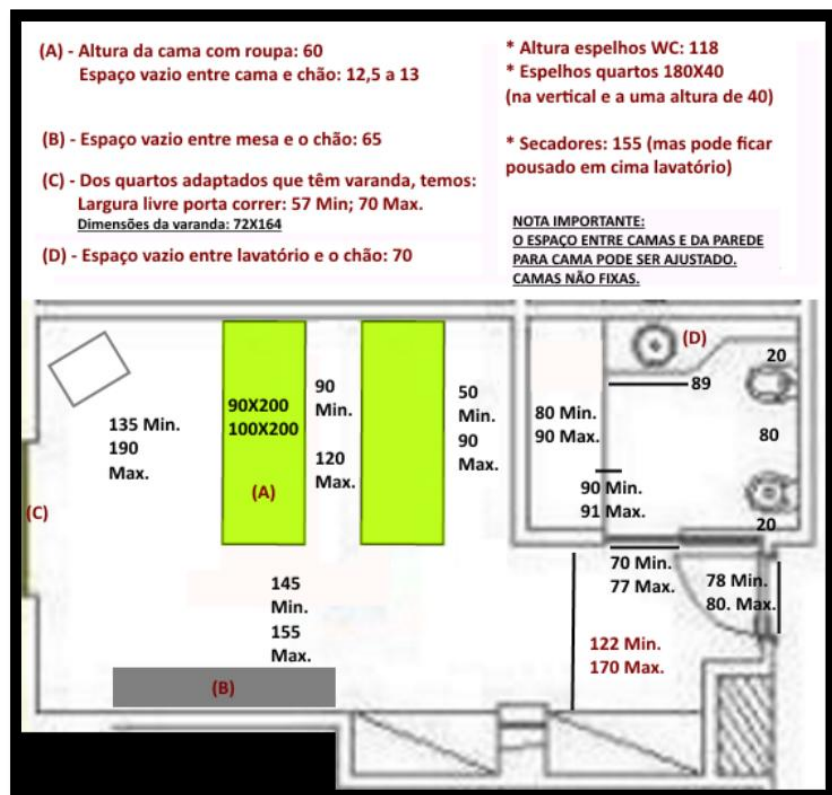 (A) - Altura da cama com roupa: 60
Espaço vazio entre cama e chão: 12,5 a 13
(B) - Espaço vazio entre mesa e o chão: 65
(C) - Dos quartos adaptados que têm varanda, temos:
Largura livre porta correr: 57 Min; 70 Max.
Dimensões da varanda: 72X164
(D) - Espaço vazio entre lavatório e o chão: 70
* Altura espelhos WC: 118
* Espelhos quartos 180X40
(na vertical e a uma altura de 40)
* Secadores: 155 (mas pode ficar
pousado em cima lavatório)
NOTA IMPORTANTE:
O ESPAÇO ENTRE CAMAS E DA PAREDE
PARA CAMA PODE SER AJUSTADO.
CAMAS NÃO FIXAS.
(D)
20
89
90X200
100X200
90
Min.
120
Max.
50
Min.
90
Max.
80 Min.
90 Max.
80
135 Min.
190
Max.
(A)
90 Min.
91 Max.
20
(C)
70 Min.
77 Max.
78 Min.
80. Max.
145
Min.
155
Max.
122 Min.
170 Max.
(B)